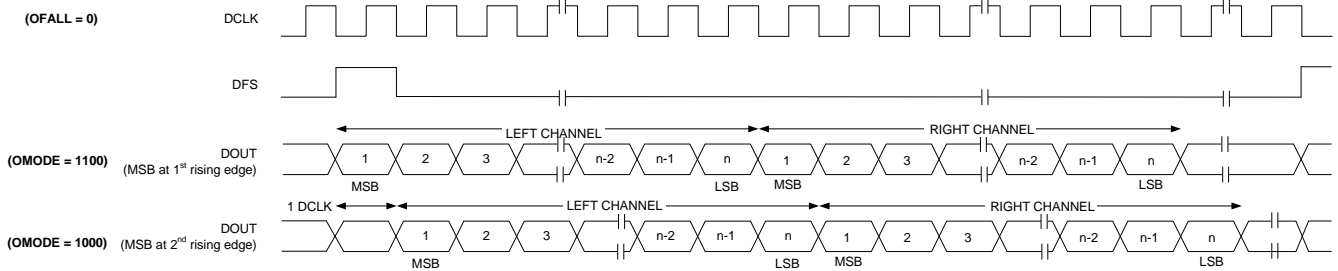 (OFALL = 0) DCLK
DFS
LEFT CHANNEL RIGHT CHANNEL
(OMODE = 1100) DOUT 1 2 3 n-2 n-1 n 1 2 3 n-2 n-1 n
(MSB at 1st rising edge)
MSB LSB MSB LSB
1 DCLK LEFT CHANNEL RIGHT CHANNEL
DOUT
(OMODE = 1000) 1 2 3 n-2 n-1 n 1 2 3 n-2 n-1 n
(MSB at 2nd rising edge)
MSB LSB MSB LSB